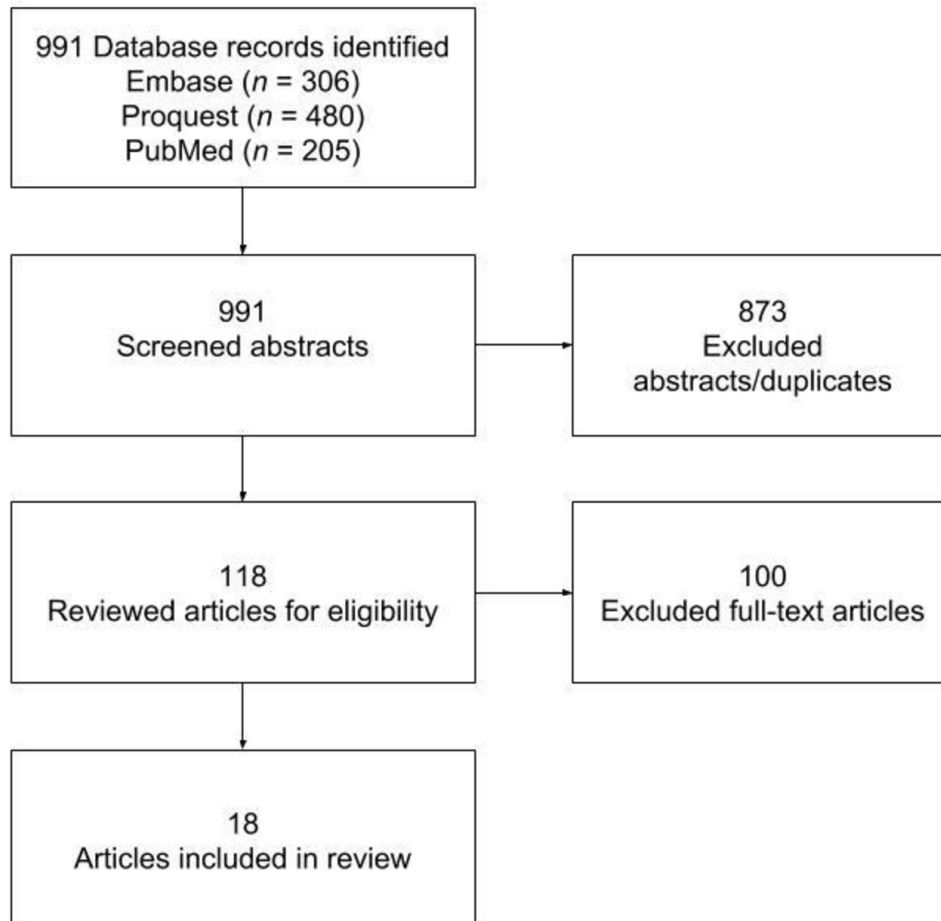 991 Database records identified
Embase (n = 306)
Proquest (n = 480)
PubMed (n = 205)
991
Screened abstracts
873
Excluded
abstracts/duplicates
118
Reviewed articles for eligibility
100
Excluded full-text articles
18
Articles included in review